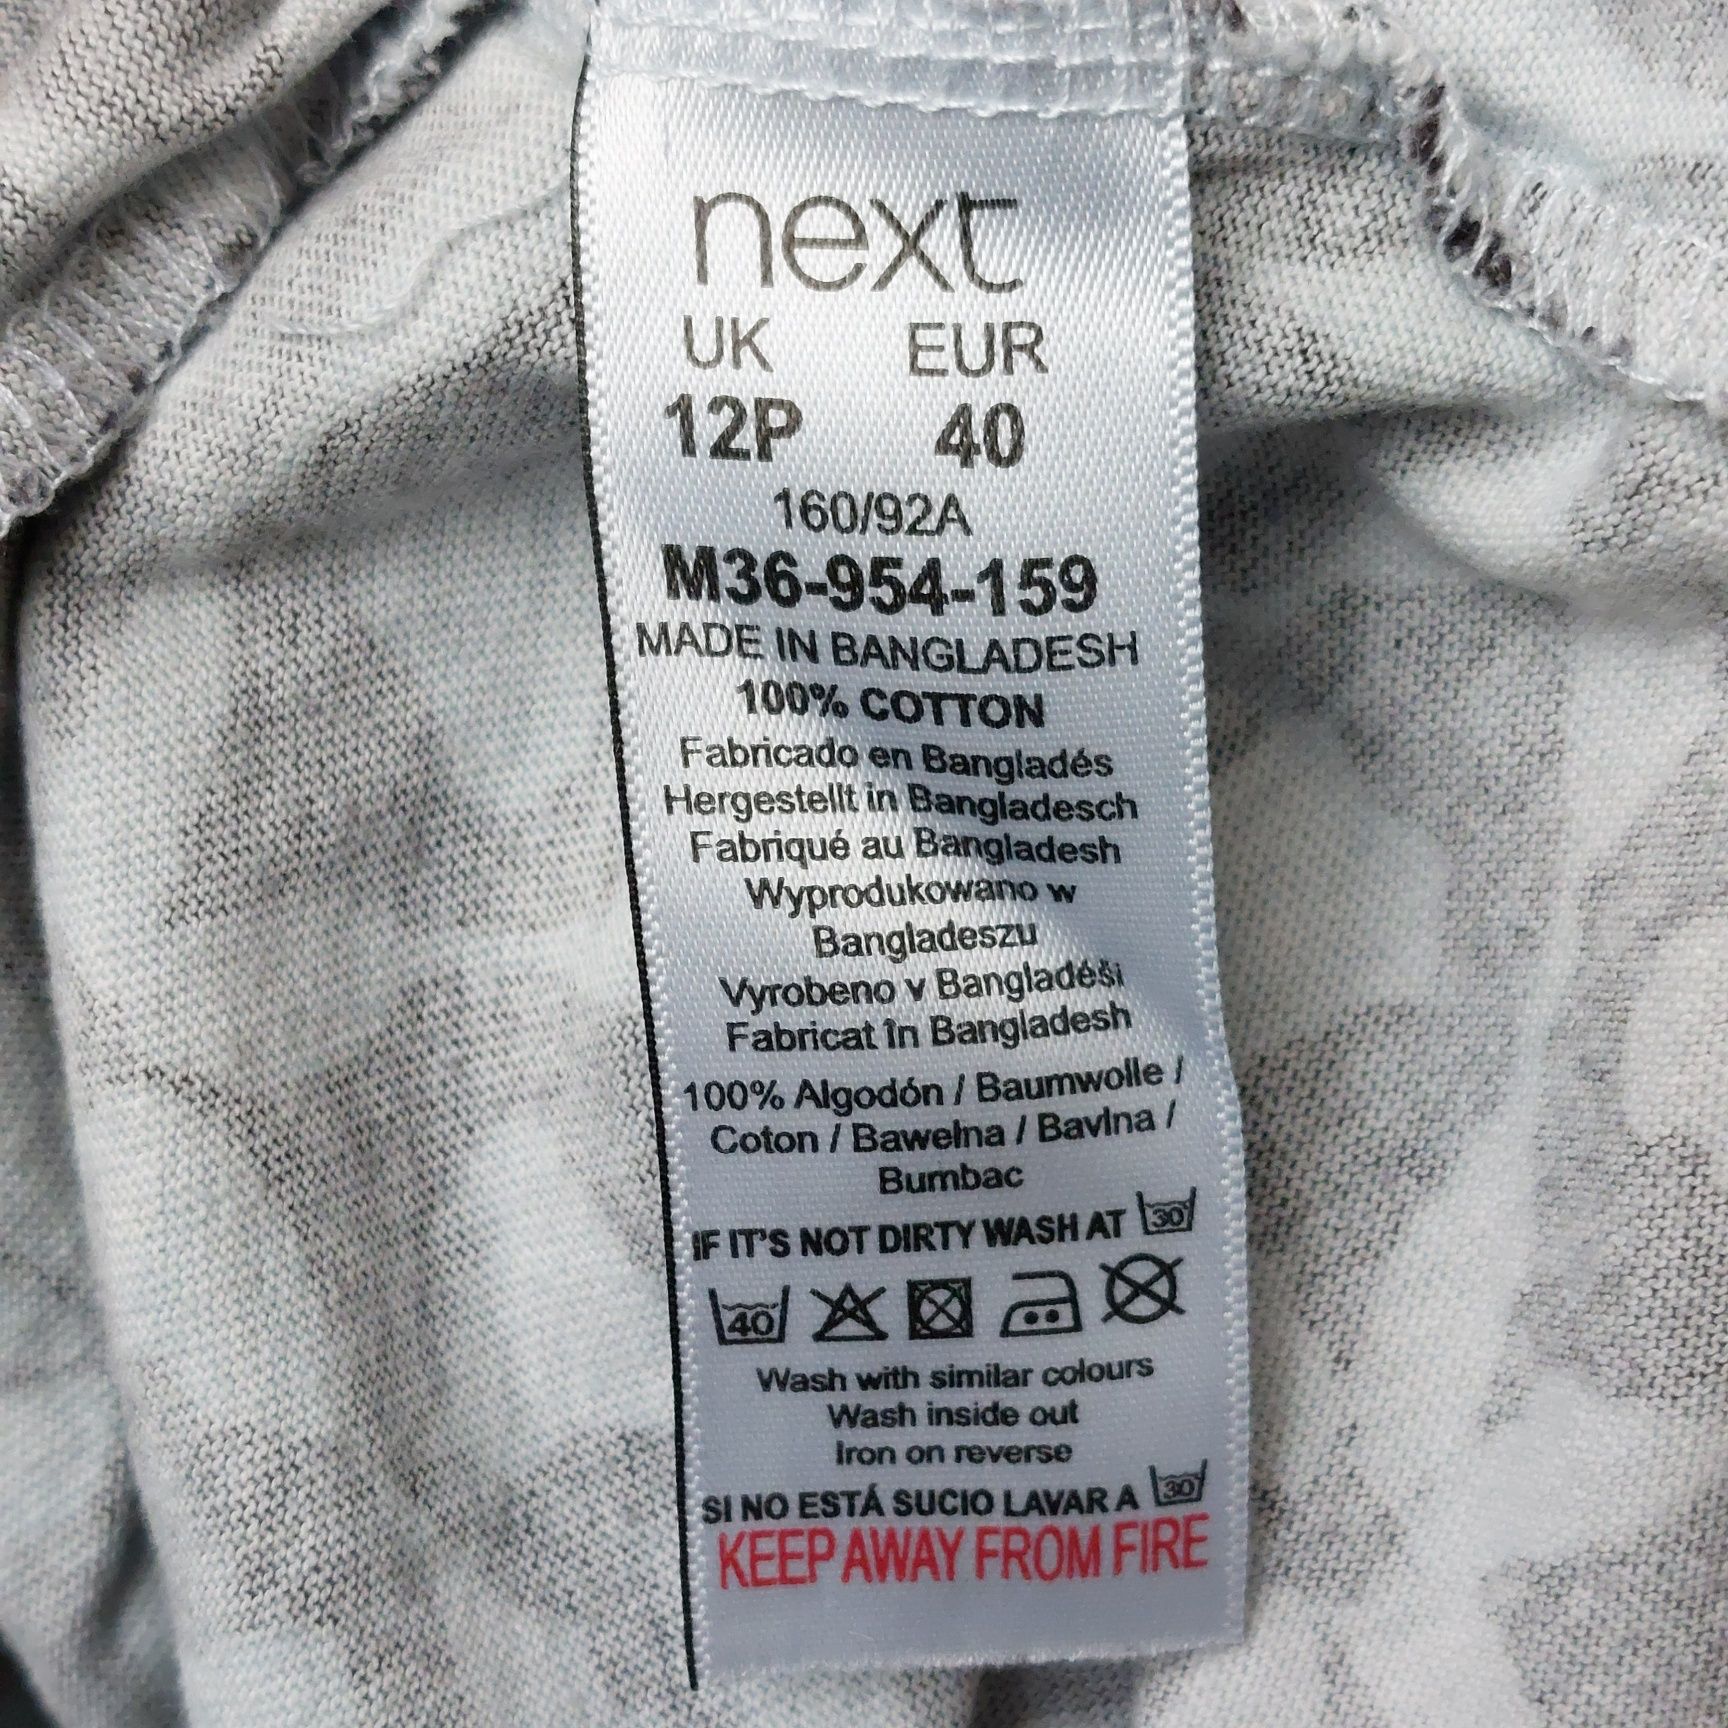 next
UK EUR
12P 40
160/92A
M36-954-159
MADE IN BANGLADESH
100% COTTON
Fabricado en Bangladés
Hergestellt in Bangladesch
Fabriqué au Bangladesh
Wyprodukowano w
Bangladeszu
Vyrobeno v Bangladéši
Fabricat în Bangladesh
100% Algodón / Baumwolle /
Coton / Bawełna / Bavlna /
Bumbac
IF IT'S NOT DIRTY WASH AT 30
40
Wash with similar colours
Wash inside out
Iron on reverse
SI NO ESTÁ SUCIO LAVAR A 30
KEEP AWAY FROM FIRE